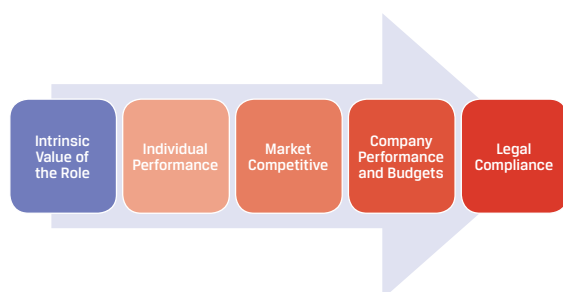 Intrinsic
Value of
the Role
Individual
Performance
Market
Competitive
Company
Performance
and Budgets
Legal
Compliance